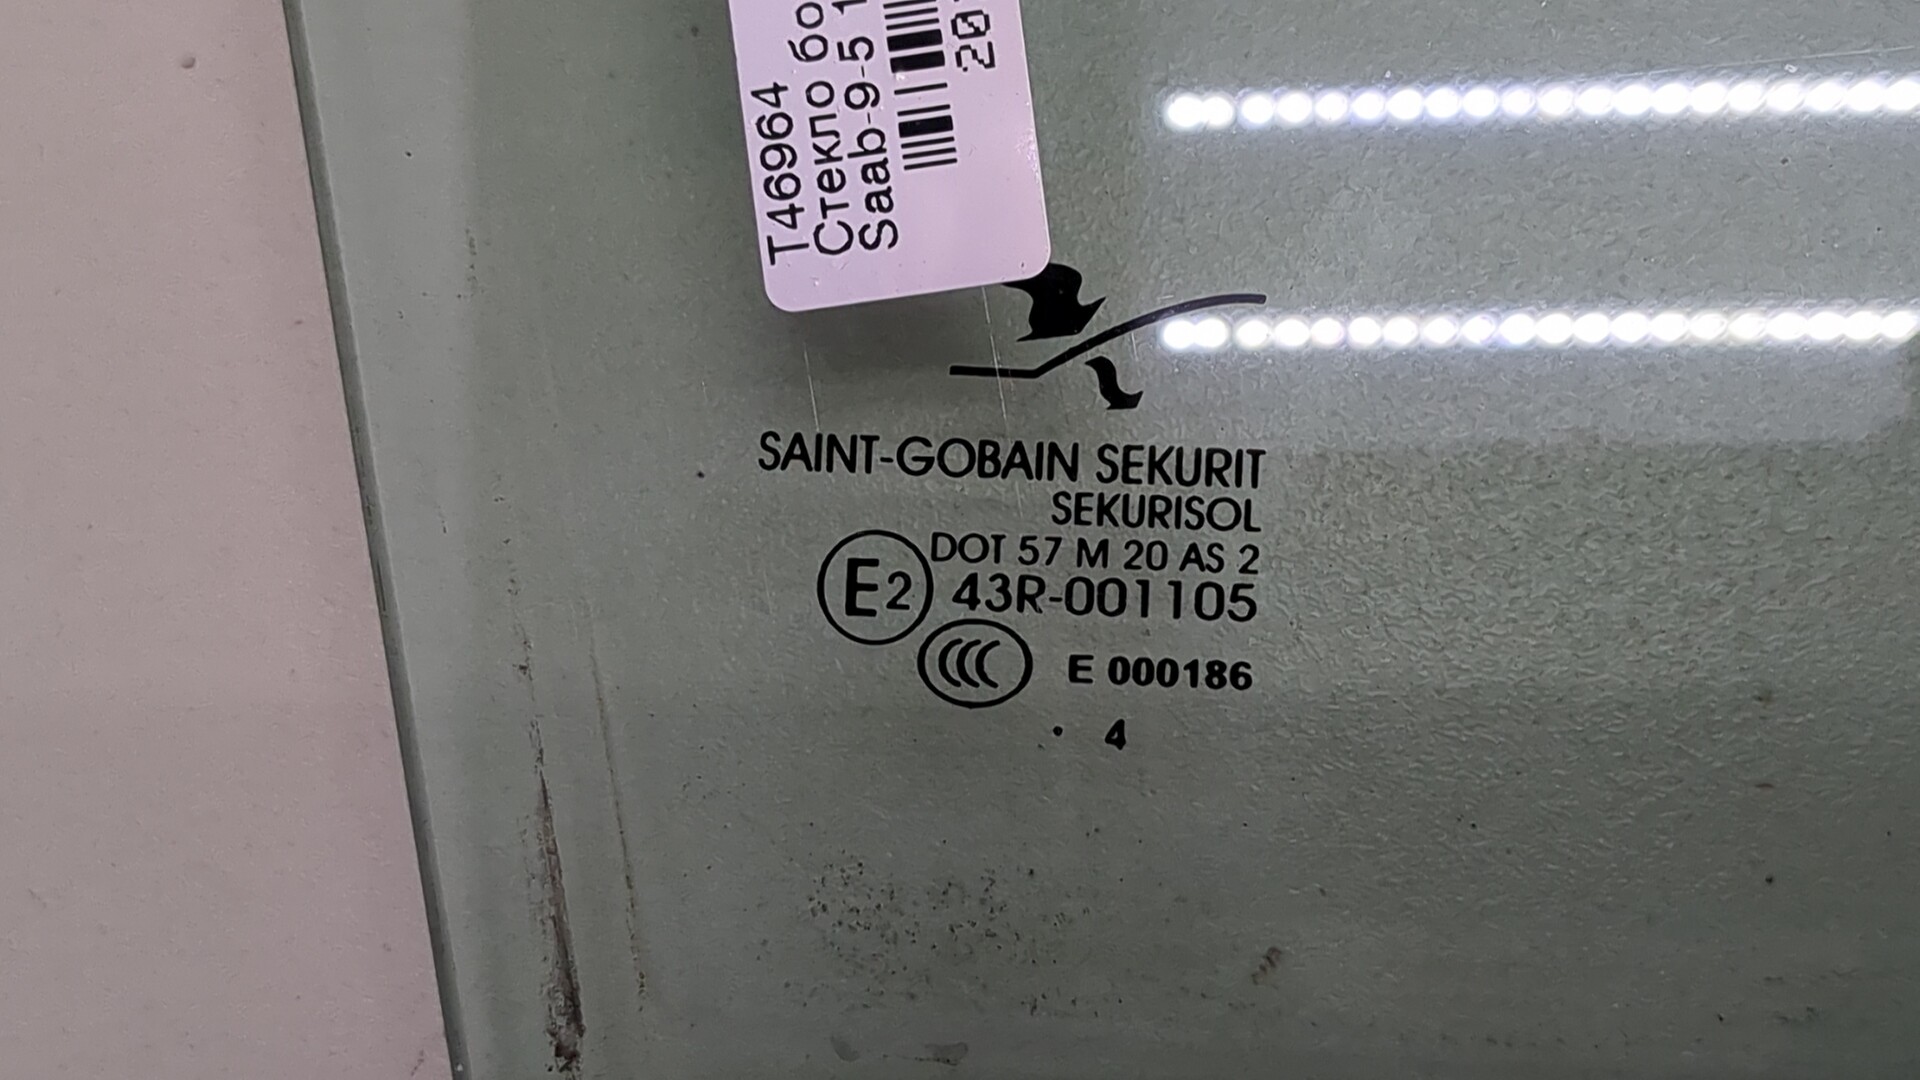 T46964
Стекло бо
Saab 9-5 1
20
SAINT-GOBAIN SEKURIT
SEKURISOL
DOT 57 M 20 AS 2
E2 43R-001105
CCC E 000186
. 4